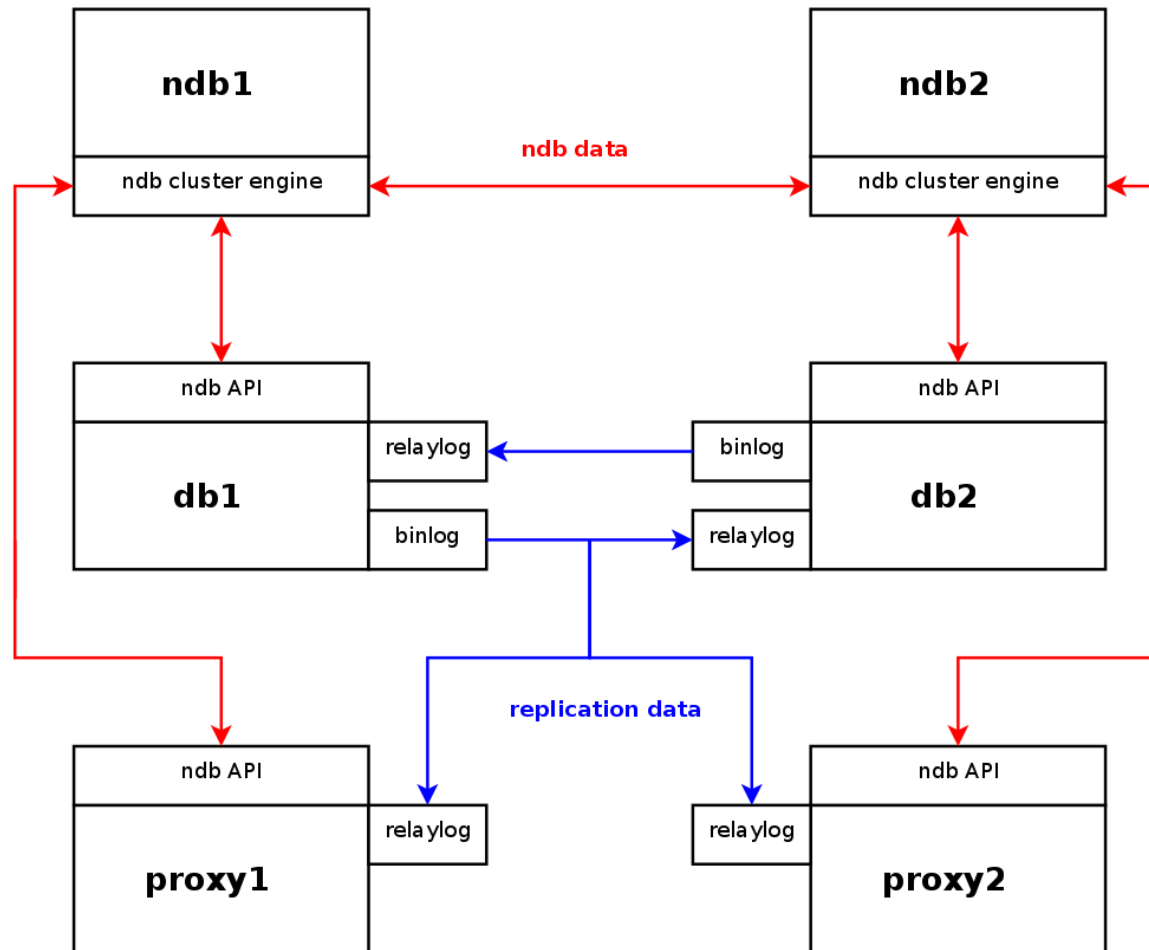 ndb1
ndb2
ndb data
ndb cluster engine
ndb cluster engine
ndb API
ndb API
relaylog
binlog
db1
db2
binlog
relaylog
replication data
ndb API
ndb API
relaylog
relaylog
proxy1
proxy2